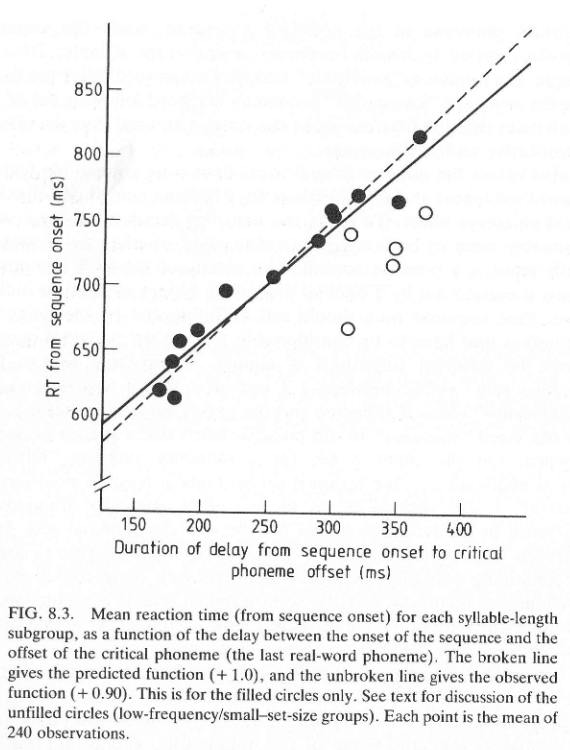 850
800
750
700
650
600
RT from sequence onset (ms)
150 200 250 300 350 400
Duration of delay from sequence onset to critical
phoneme offset (ms)
FIG. 8.3. Mean reaction time (from sequence onset) for each syllable-length
subgroup, as a function of the delay between the onset of the sequence and the
offset of the critical phoneme (the last real-word phoneme). The broken line
gives the predicted function (+ 1.0), and the unbroken line gives the observed
function (+ 0.90). This is for the filled circles only. See text for discussion of the
unfilled circles (low-frequency/small–set-size groups). Each point is the mean of
240 observations.